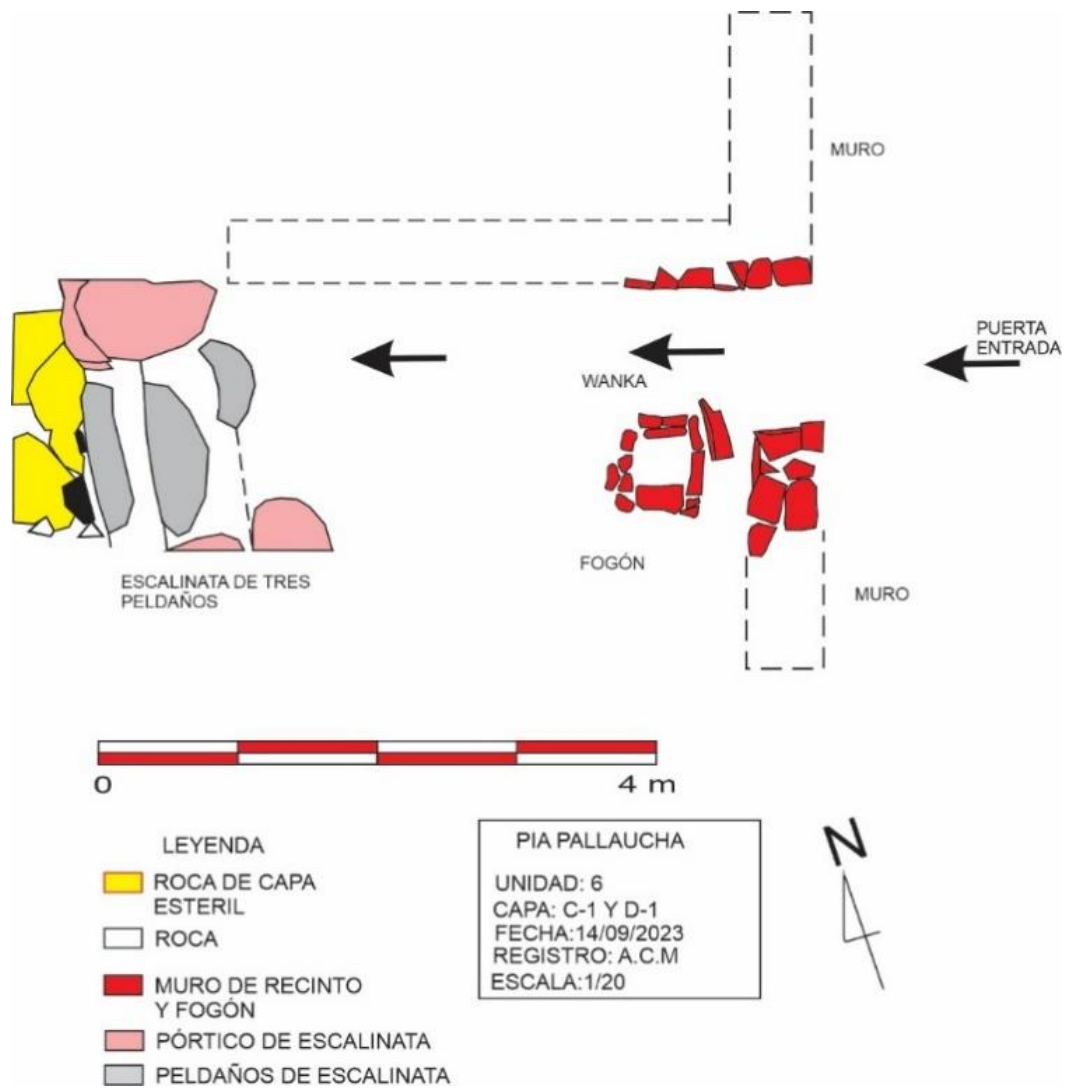 MURO
PUERTA
ENTRADA
WANKA
FOGÓN
ESCALINATA DE TRES
PELDAÑOS
MURO
0
4 m
LEYENDA
ROCA DE CAPA
ESTERIL
ROCA
MURO DE RECINTO
Y FOGÓN
PÓRTICO DE ESCALINATA
PELDAÑOS DE ESCALINATA
PIA PALLAUCHA
UNIDAD: 6
CAPA: C-1 Y D-1
FECHA:14/09/2023
REGISTRO: A.C.M
ESCALA:1/20
N